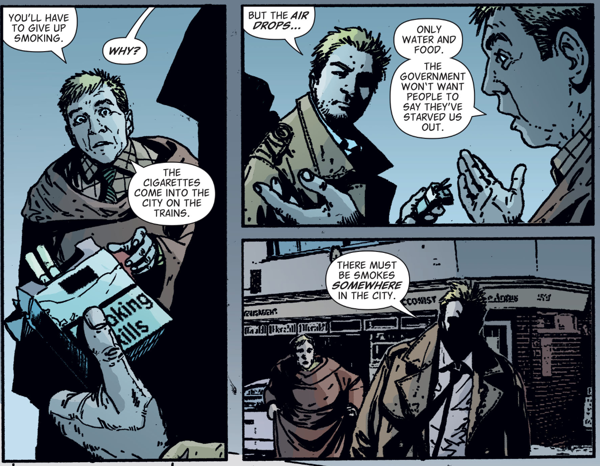 YOU'LL HAVE
TO GIVE UP
SMOKING.
WHY?
THE
CIGARETTES
COME INTO THE
CITY ON THE
TRAINS.
BUT THE AIR
DROPS...
ONLY
WATER AND
FOOD.
THE
GOVERNMENT
WON'T WANT
PEOPLE TO
SAY THEY'VE
STARVED US
OUT.
THERE MUST
BE SMOKES
SOMEWHERE
IN THE CITY.
Herald
Herald